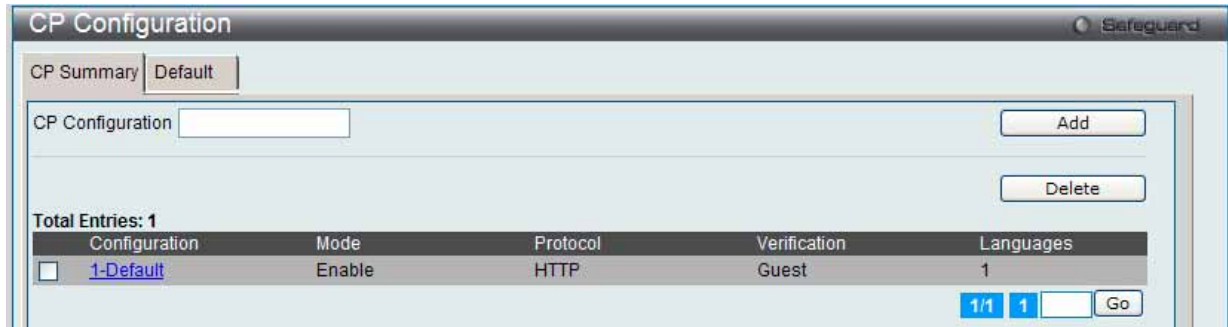 CP Configuration
Safeguard
CP Summary Default
CP Configuration Add
Delete
Total Entries: 1
Configuration Mode Protocol Verification Languages
1-Default Enable HTTP Guest 1
1/1 1 Go